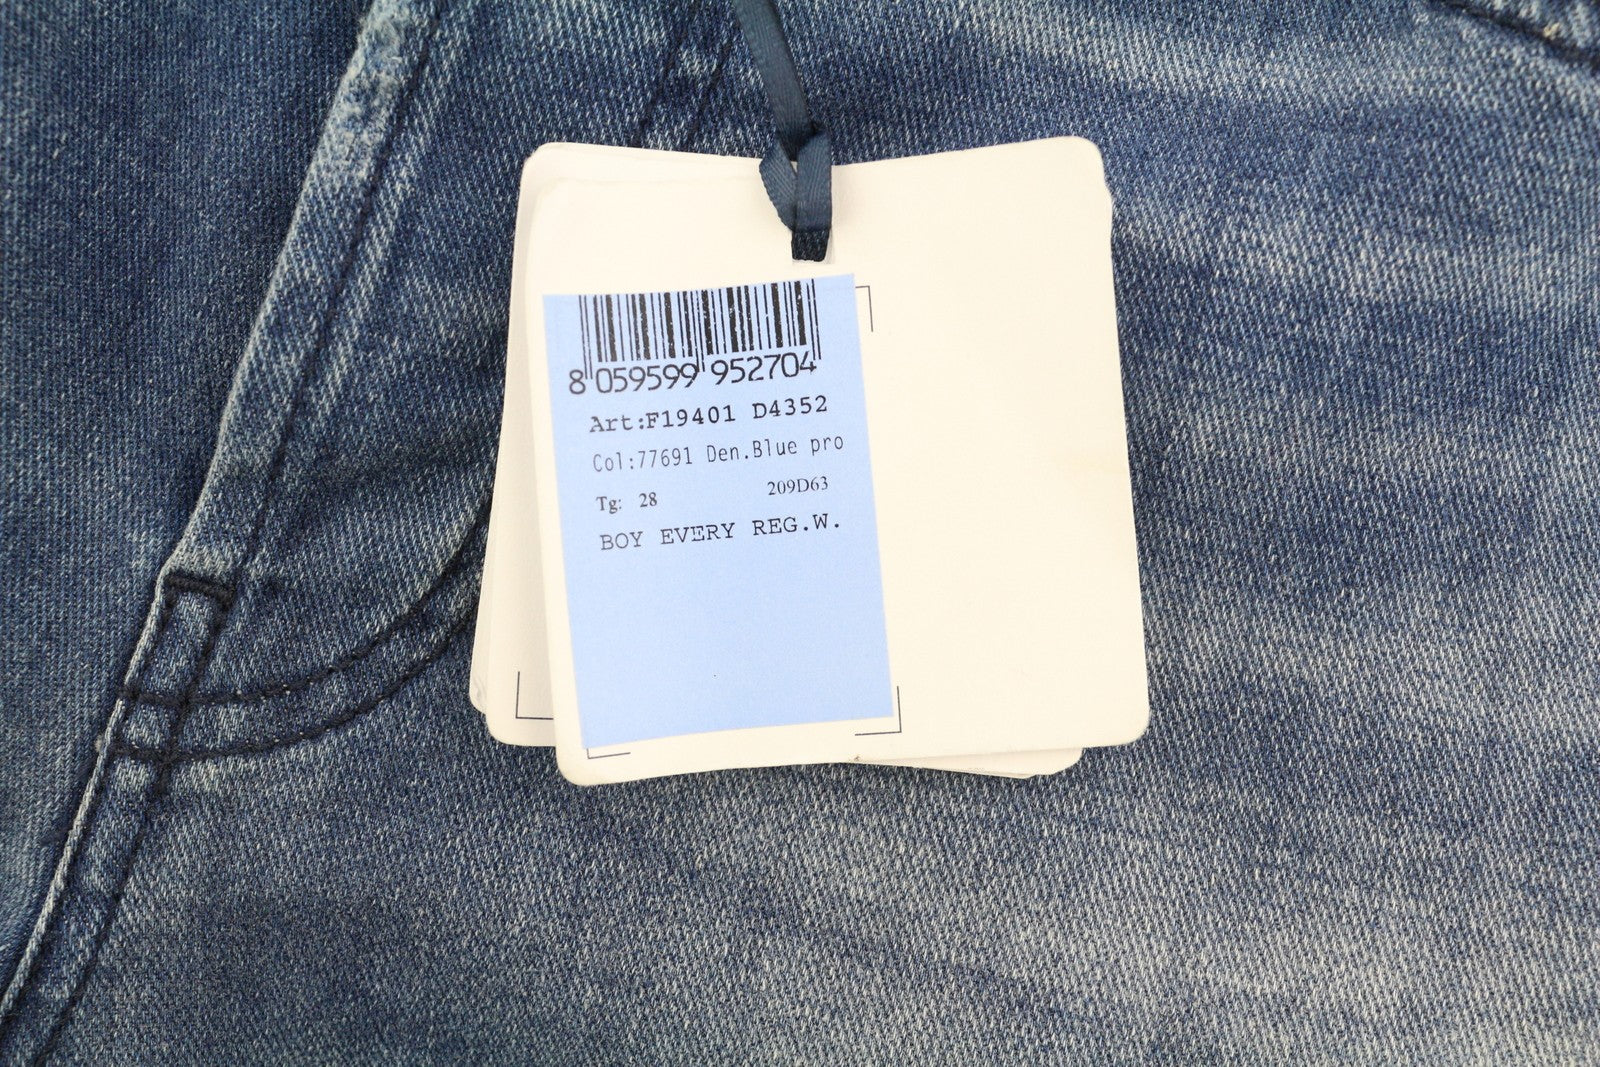 8 059599 952704
Art:F19401 D4352
Col:77691 Den.Blue pro
Tg: 28 209D63
BOY EVERY REG.W.